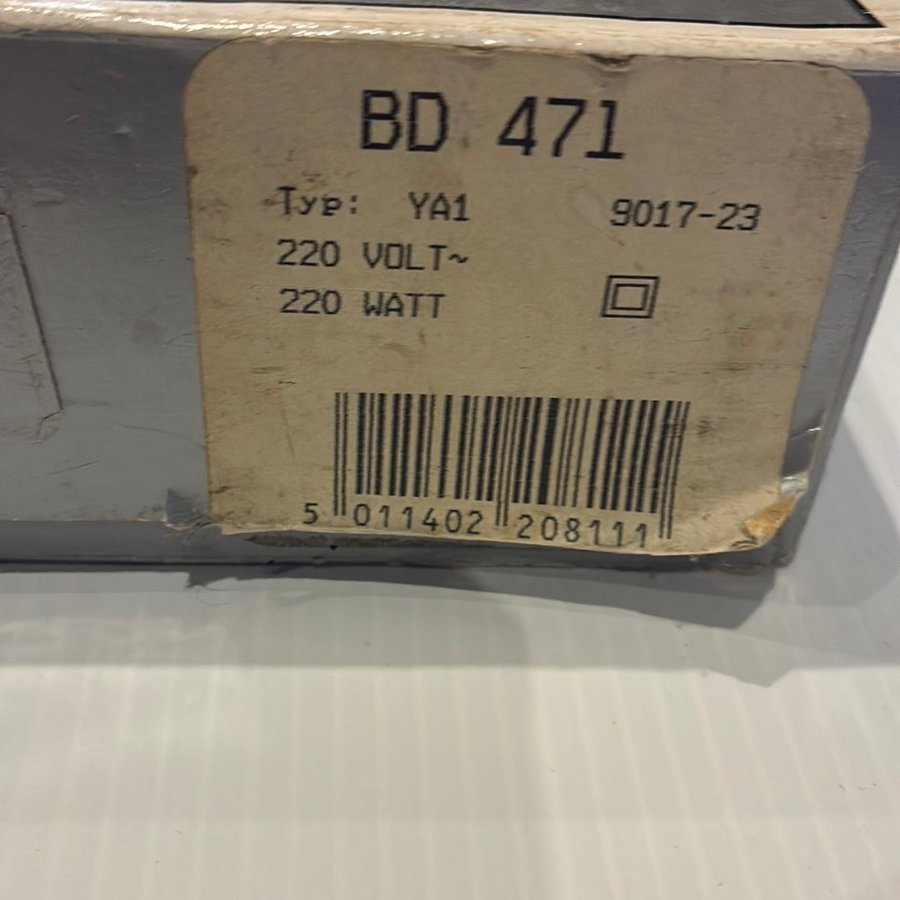 BD 471
Typ: YA1 9017-23
220 VOLT~
220 WATT
5 011402 208111